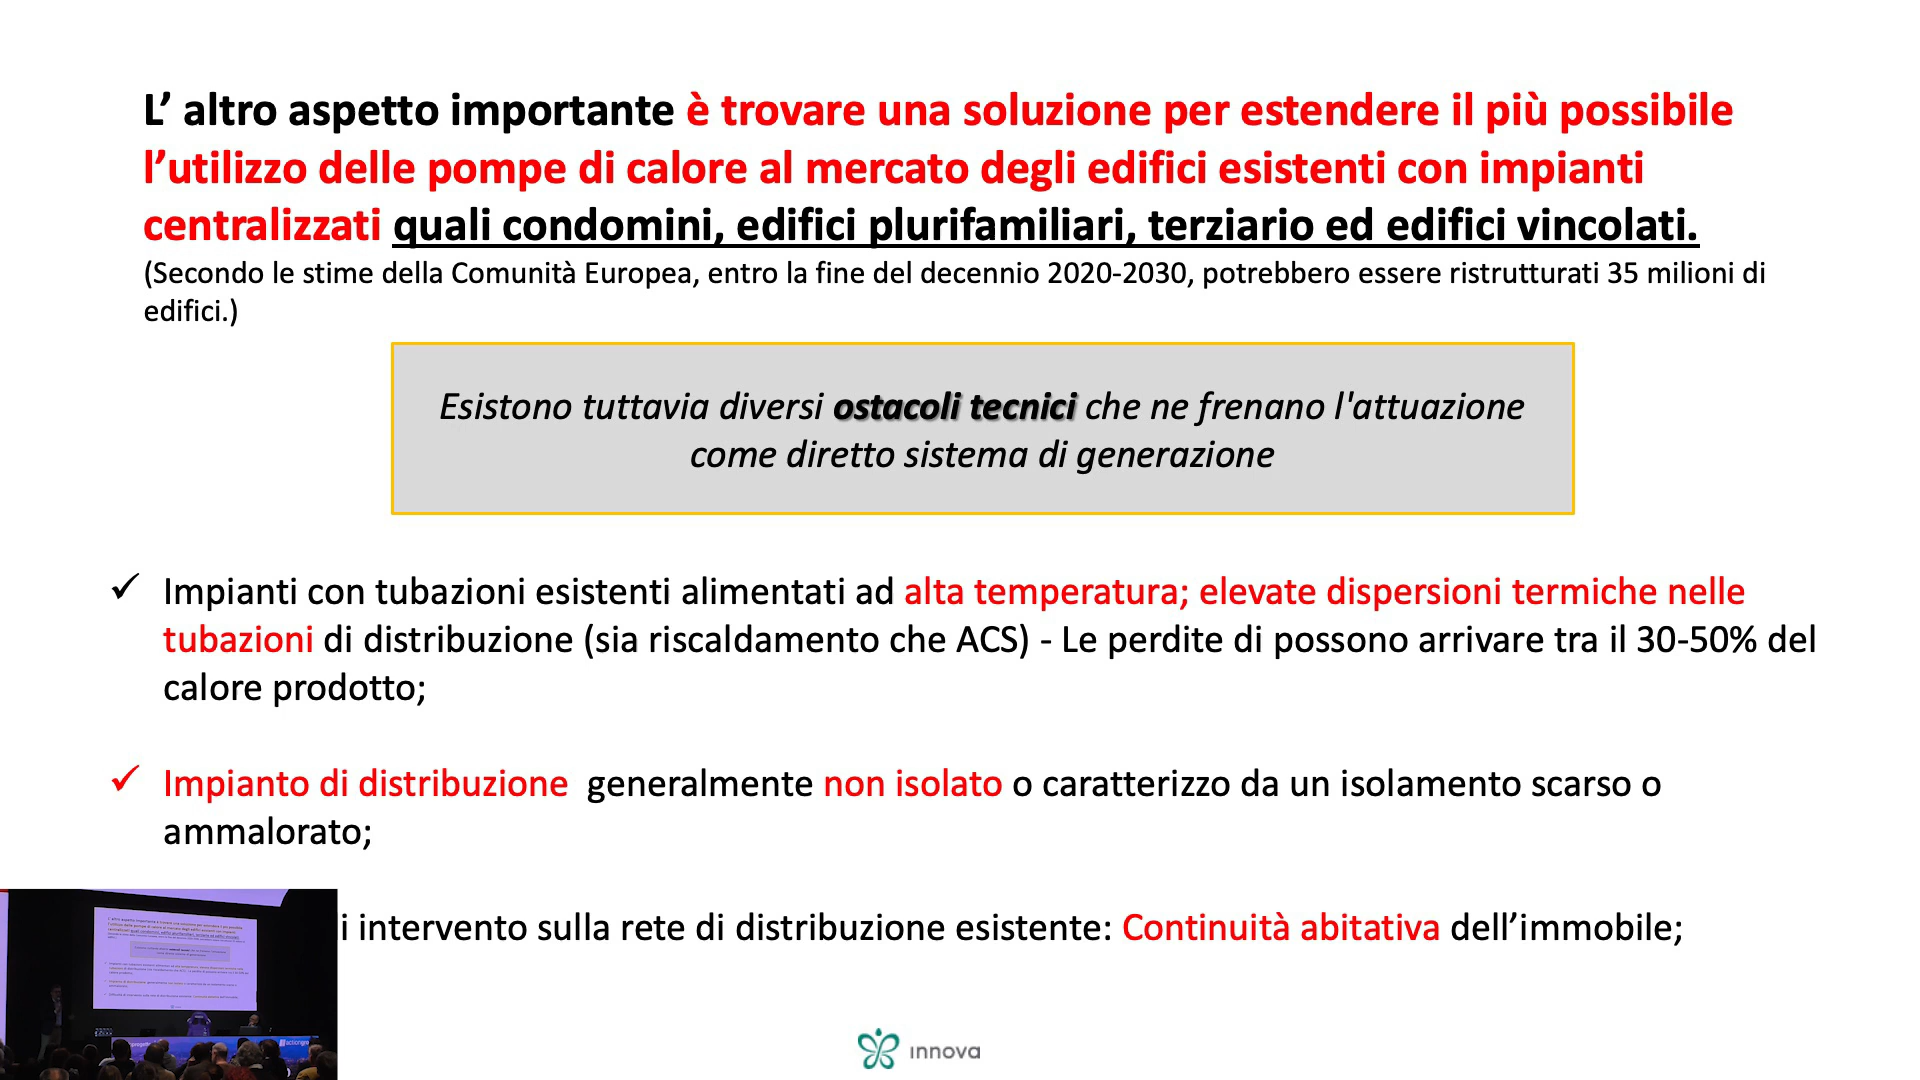 L’ altro aspetto importante è trovare una soluzione per estendere il più possibile
l’utilizzo delle pompe di calore al mercato degli edifici esistenti con impianti
centralizzati quali condomini, edifici plurifamiliari, terziario ed edifici vincolati.
(Secondo le stime della Comunità Europea, entro la fine del decennio 2020-2030, potrebbero essere ristrutturati 35 milioni di
edifici.)
Esistono tuttavia diversi ostacoli tecnici che ne frenano l'attuazione
come diretto sistema di generazione
✓ Impianti con tubazioni esistenti alimentati ad alta temperatura; elevate dispersioni termiche nelle
tubazioni di distribuzione (sia riscaldamento che ACS) - Le perdite di possono arrivare tra il 30-50% del
calore prodotto;
✓ Impianto di distribuzione  generalmente non isolato o caratterizzo da un isolamento scarso o
ammalorato;
i intervento sulla rete di distribuzione esistente: Continuità abitativa dell’immobile;
innova